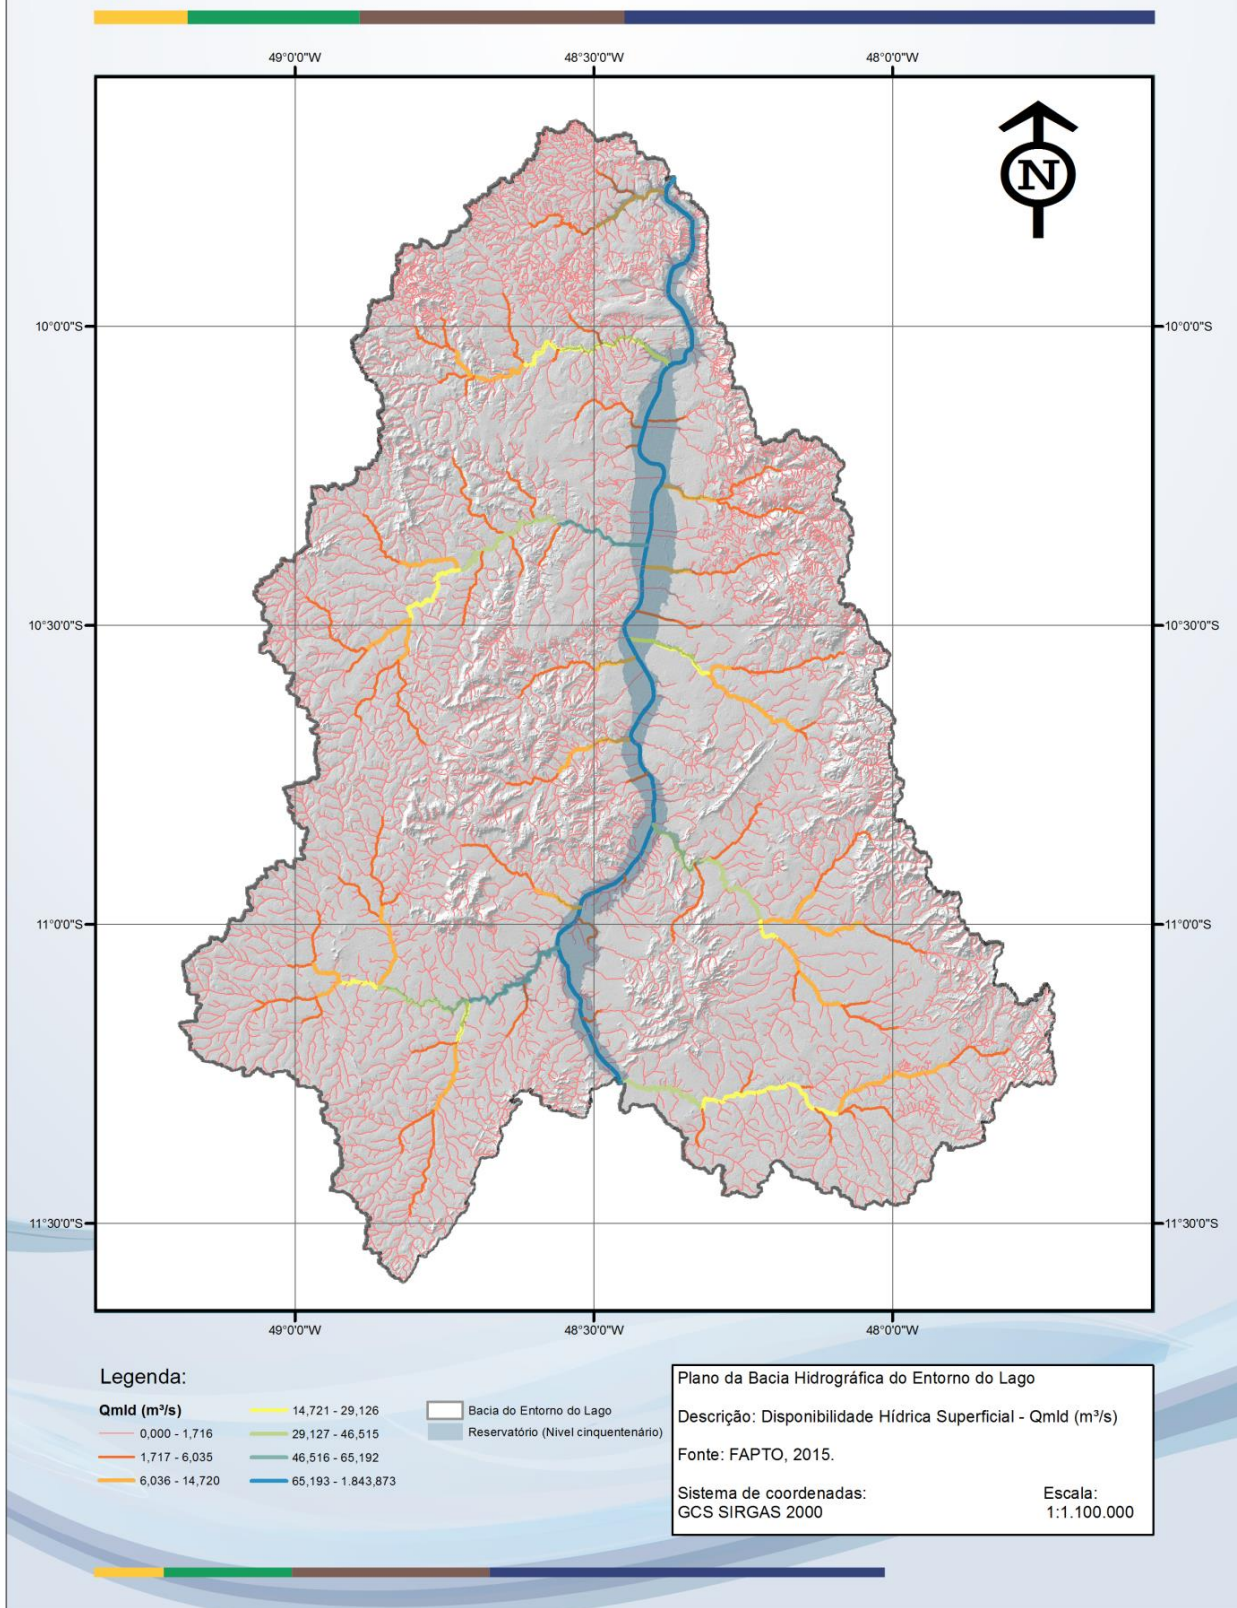 49°0'0"W
48°30'0"W
48°0'0"W
N
10°0'0"S
10°0'0"S
10°30'0"S
10°30'0"S
11°0'0"S
11°0'0"S
11°30'0"S
11°30'0"S
49°0'0"W
48°30'0"W
48°0'0"W
Legenda:
Qmld (m³/s)
0,000 - 1,716
1,717 - 6,035
6,036 - 14,720
14,721 - 29,126
29,127 - 46,515
46,516 - 65,192
65,193 - 1.843,873
Bacia do Entorno do Lago
Reservatório (Nivel cinquentenário)
Plano da Bacia Hidrográfica do Entorno do Lago
Descrição: Disponibilidade Hídrica Superficial - Qmld (m³/s)
Fonte: FAPTO, 2015.
Sistema de coordenadas:
GCS SIRGAS 2000
Escala:
1:1.100.000